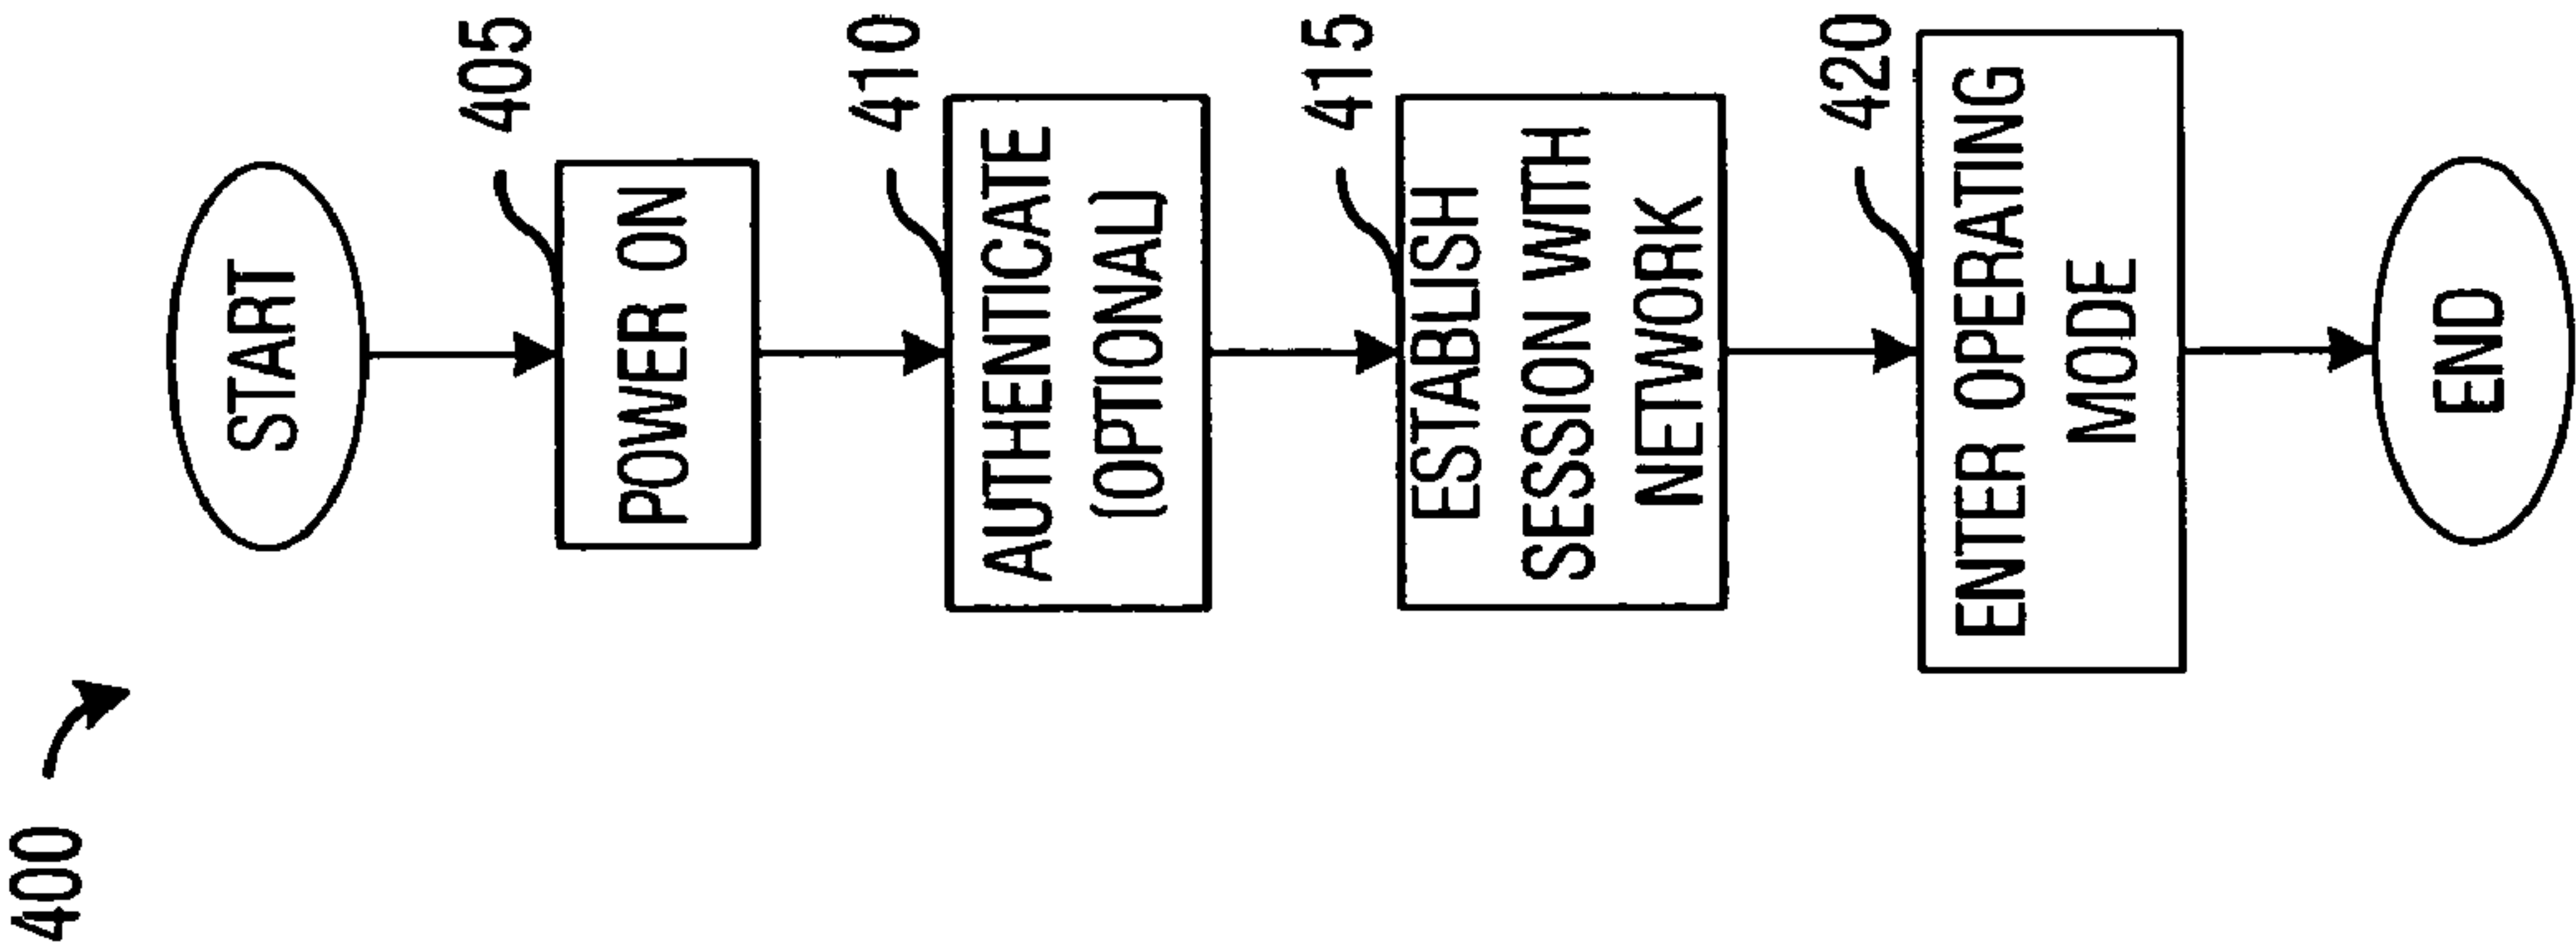 400
START
405
POWER ON
410
AUTHENTICATE
(OPTIONAL)
415
ESTABLISH
SESSION WITH
NETWORK
420
ENTER OPERATING
MODE
END